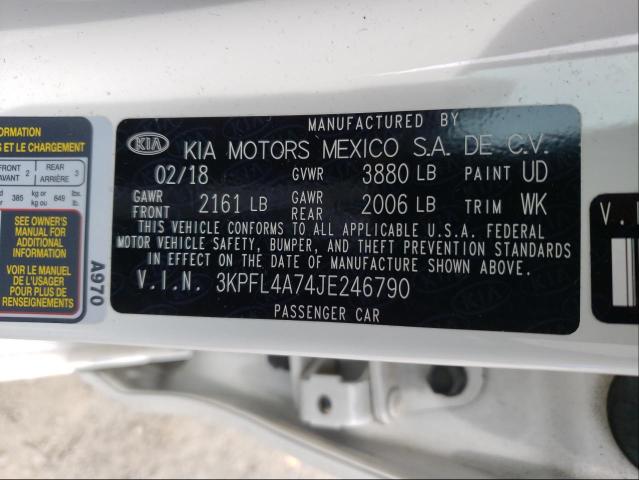 ORMATION
S ET LE CHARGEMENT
FRONT 2 REAR 3
AVANT ARRIÈRE
385 kg or 849 lbs.
kg ou lb.
SEE OWNER'S
MANUAL FOR
ADDITIONAL
INFORMATION
VOIR LE MANUEL
DE L'USAGER
POUR PLUS DE
RENSEIGNEMENTS
A970
MANUFACTURED BY
KIA KIA MOTORS MEXICO S.A. DE C.V.
02/18 GVWR 3880 LB PAINT UD
GAWR FRONT 2161 LB GAWR REAR 2006 LB TRIM WK
THIS VEHICLE CONFORMS TO ALL APPLICABLE U.S.A. FEDERAL
MOTOR VEHICLE SAFETY, BUMPER, AND THEFT PREVENTION STANDARDS
IN EFFECT ON THE DATE OF MANUFACTURE SHOWN ABOVE.
V.I.N. 3KPFL4A74JE246790
PASSENGER CAR
V.I